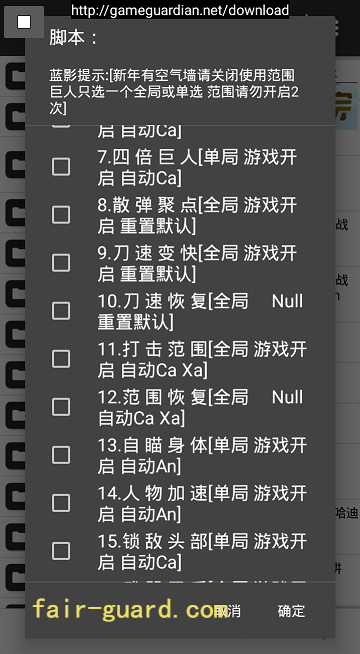 http://gameguardian.net/download
脚本：
蓝影提示:[新年有空气墙请关闭使用范围
巨人只选一个全局或单选 范围请勿开启2
次]
启 自动Ca]
7.四 倍 巨 人[单局 游戏开
启 自动Ca]
8.散 弹 聚 点[全局 游戏开
启 重置默认]
9.刀 速 变 快[全局 游戏开
启 重置默认]
10.刀 速 恢 复[全局 Null
重置默认]
11.打 击 范 围[全局 游戏开
启 自动Ca Xa]
12.范 围 恢 复[全局 Null
自动Ca Xa]
13.自 瞄 身 体[单局 游戏开
启 自动An]
14.人 物 加 速[单局 游戏开
启 自动An]
15.锁 敌 头 部[单局 游戏开
启 自动Ca]
战
战
n
哈迪
fair-guard.com
取消 确定